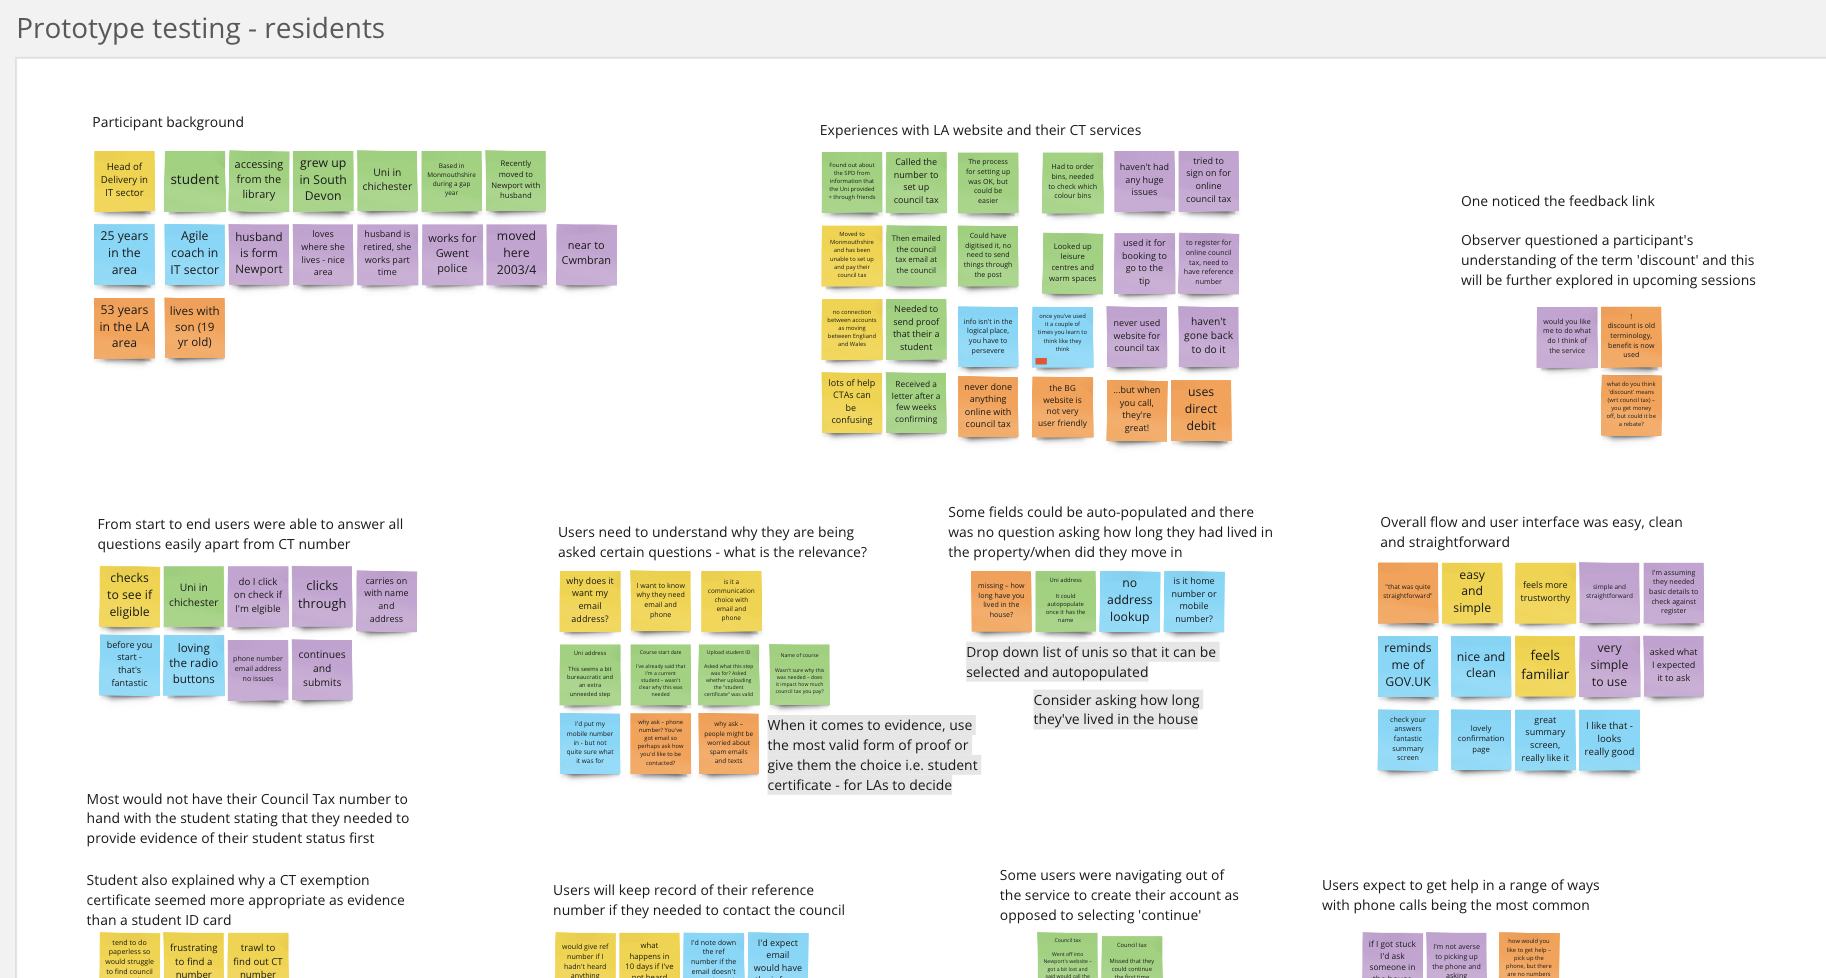 Prototype testing - residents
Participant background
Head of
Delivery in
IT sector
student
accessing
from the
library
grew up
in South
Devon
Uni in
chichester
Based in
Monmouthshire
during a gap
year
Recently
moved to
Newport with
husband
25 years
in the
area
Agile
coach in
IT sector
husband
is form
Newport
loves
where she
lives - nice
area
husband is
retired, she
works part
time
works for
Gwent
police
moved
here
2003/4
near to
Cwmbran
53 years
in the LA
area
lives with
son (19
yr old)
Experiences with LA website and their CT services
Found out about
the SPD from
information that
the Uni provided
+ through friends
Called the
number to
set up
council tax
The process
for setting up
was OK, but
could be
easier
Had to order
bins, needed
to check which
colour bins
haven't had
any huge
issues
tried to
sign on for
online
council tax
Moved to
Monmouthshire
and has been
unable to set up
and pay their
council tax
Then emailed
the council
tax email at
the council
Could have
digitised it, no
need to send
things through
the post
Looked up
leisure
centres and
warm spaces
used it for
booking to
go to the
tip
to register for
online council
tax, need to
have reference
number
no connection
between accounts
as moving
between England
and Wales
Needed to
send proof
that their a
student
info isn't in the
logical place,
you have to
persevere
once you've used
it a couple of
times you learn to
think like they
think
never used
website for
council tax
haven't
gone back
to do it
lots of help
CTAs can
be
confusing
Received a
letter after a
few weeks
confirming
never done
anything
online with
council tax
the BG
website is
not very
user friendly
...but when
you call,
they're
great!
uses
direct
debit
One noticed the feedback link
Observer questioned a participant's
understanding of the term 'discount' and this
will be further explored in upcoming sessions
would you like
me to do what
do I think of
the service
!
discount is old
terminology,
benefit is now
used
what do you think
'discount' means
(wrt council tax) -
you get money
off, but could it be
a rebate?
From start to end users were able to answer all
questions easily apart from CT number
checks
to see if
eligible
Uni in
chichester
do I click
on check if
I'm elgible
clicks
through
carries on
with name
and
address
before you
start -
that's
fantastic
loving
the radio
buttons
phone number
email address
no issues
continues
and
submits
Users need to understand why they are being
asked certain questions - what is the relevance?
why does it
want my
email
address?
I want to know
why they need
email and
phone
is it a
communication
choice with
email and
phone
Uni address
This seems a bit
bureaucratic and
an extra
unneeded step
Course start date
I've already said that
I'm a current
student - wasn't
clear why this was
needed
Upload student ID
Asked what this step
was for? Asked
whether uploading
the "student
certificate" was valid
Name of course
Wasn't sure why this
was needed - does
it impact how much
council tax you pay?
I'd put my
mobile number
in - but not
quite sure what
it was for
why ask - phone
number? You've
got email so
perhaps ask how
you'd like to be
contacted?
why ask -
people might be
worried about
spam emails
and texts
When it comes to evidence, use
the most valid form of proof or
give them the choice i.e. student
certificate - for LAs to decide
Some fields could be auto-populated and there
was no question asking how long they had lived in
the property/when did they move in
missing - how
long have you
lived in the
house?
Uni address
It could
autopopulate
once it has the
name
no
address
lookup
is it home
number or
mobile
number?
Drop down list of unis so that it can be
selected and autopopulated
Consider asking how long
they've lived in the house
Overall flow and user interface was easy, clean
and straightforward
"that was quite
straightforward"
easy
and
simple
feels more
trustworthy
simple and
straightforward
I'm assuming
they needed
basic details to
check against
register
reminds
me of
GOV.UK
nice and
clean
feels
familiar
very
simple
to use
asked what
I expected
it to ask
check your
answers
fantastic
summary
screen
lovely
confirmation
page
great
summary
screen,
really like it
I like that -
looks
really good
Most would not have their Council Tax number to
hand with the student stating that they needed to
provide evidence of their student status first
Student also explained why a CT exemption
certificate seemed more appropriate as evidence
than a student ID card
tend to do
paperless so
would struggle
to find council
frustrating
to find a
number
trawl to
find out CT
number
Users will keep record of their reference
number if they needed to contact the council
would give ref
number if I
hadn't heard
anything
what
happens in
10 days if I've
not heard
I'd note down
the ref
number if the
email doesn't
I'd expect
email
would have
Some users were navigating out of
the service to create their account as
opposed to selecting 'continue'
Council tax
Went off into
Newport's website -
got a bit lost and
said would call the
Council tax
Missed that they
could continue
the first time
Users expect to get help in a range of ways
with phone calls being the most common
if I got stuck
I'd ask
someone in
I'm not averse
to picking up
the phone and
asking
how would you
like to get help -
pick up the
phone, but there
are no numbers